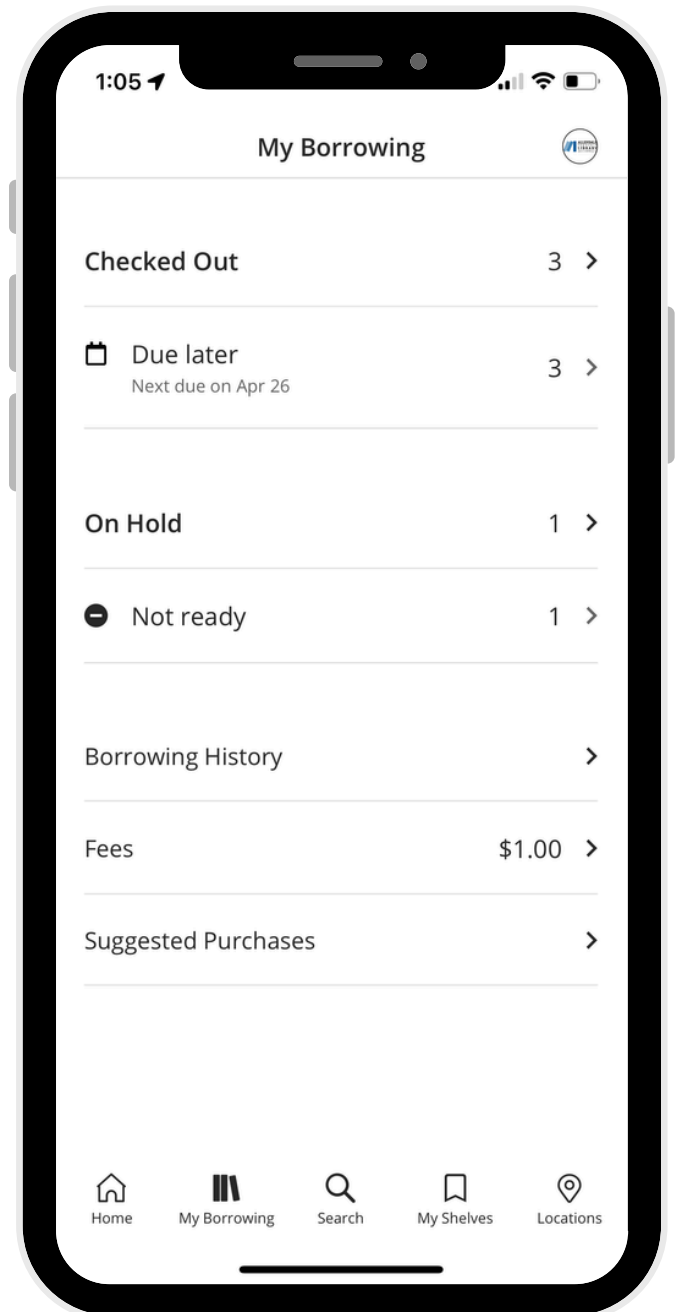 1:05
My Borrowing
Checked Out 3
Due later 3
Next due on Apr 26
On Hold 1
Not ready 1
Borrowing History
Fees $1.00
Suggested Purchases
Home My Borrowing Search My Shelves Locations